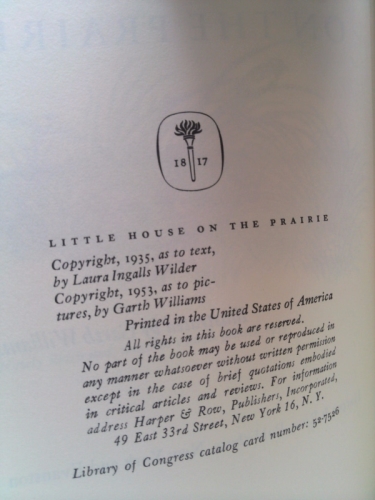 18 17
LITTLE HOUSE ON THE PRAIRIE
Copyright, 1935, as to text,
by Laura Ingalls Wilder
Copyright, 1953, as to pic-
tures, by Garth Williams
Printed in the United States of America
All rights in this book are reserved.
No part of the book may be used or reproduced in
any manner whatsoever without written permission
except in the case of brief quotations embodied
in critical articles and reviews. For information
address Harper & Row, Publishers, Incorporated,
49 East 33rd Street, New York 16, N. Y.
Library of Congress catalog card number: 52-7526